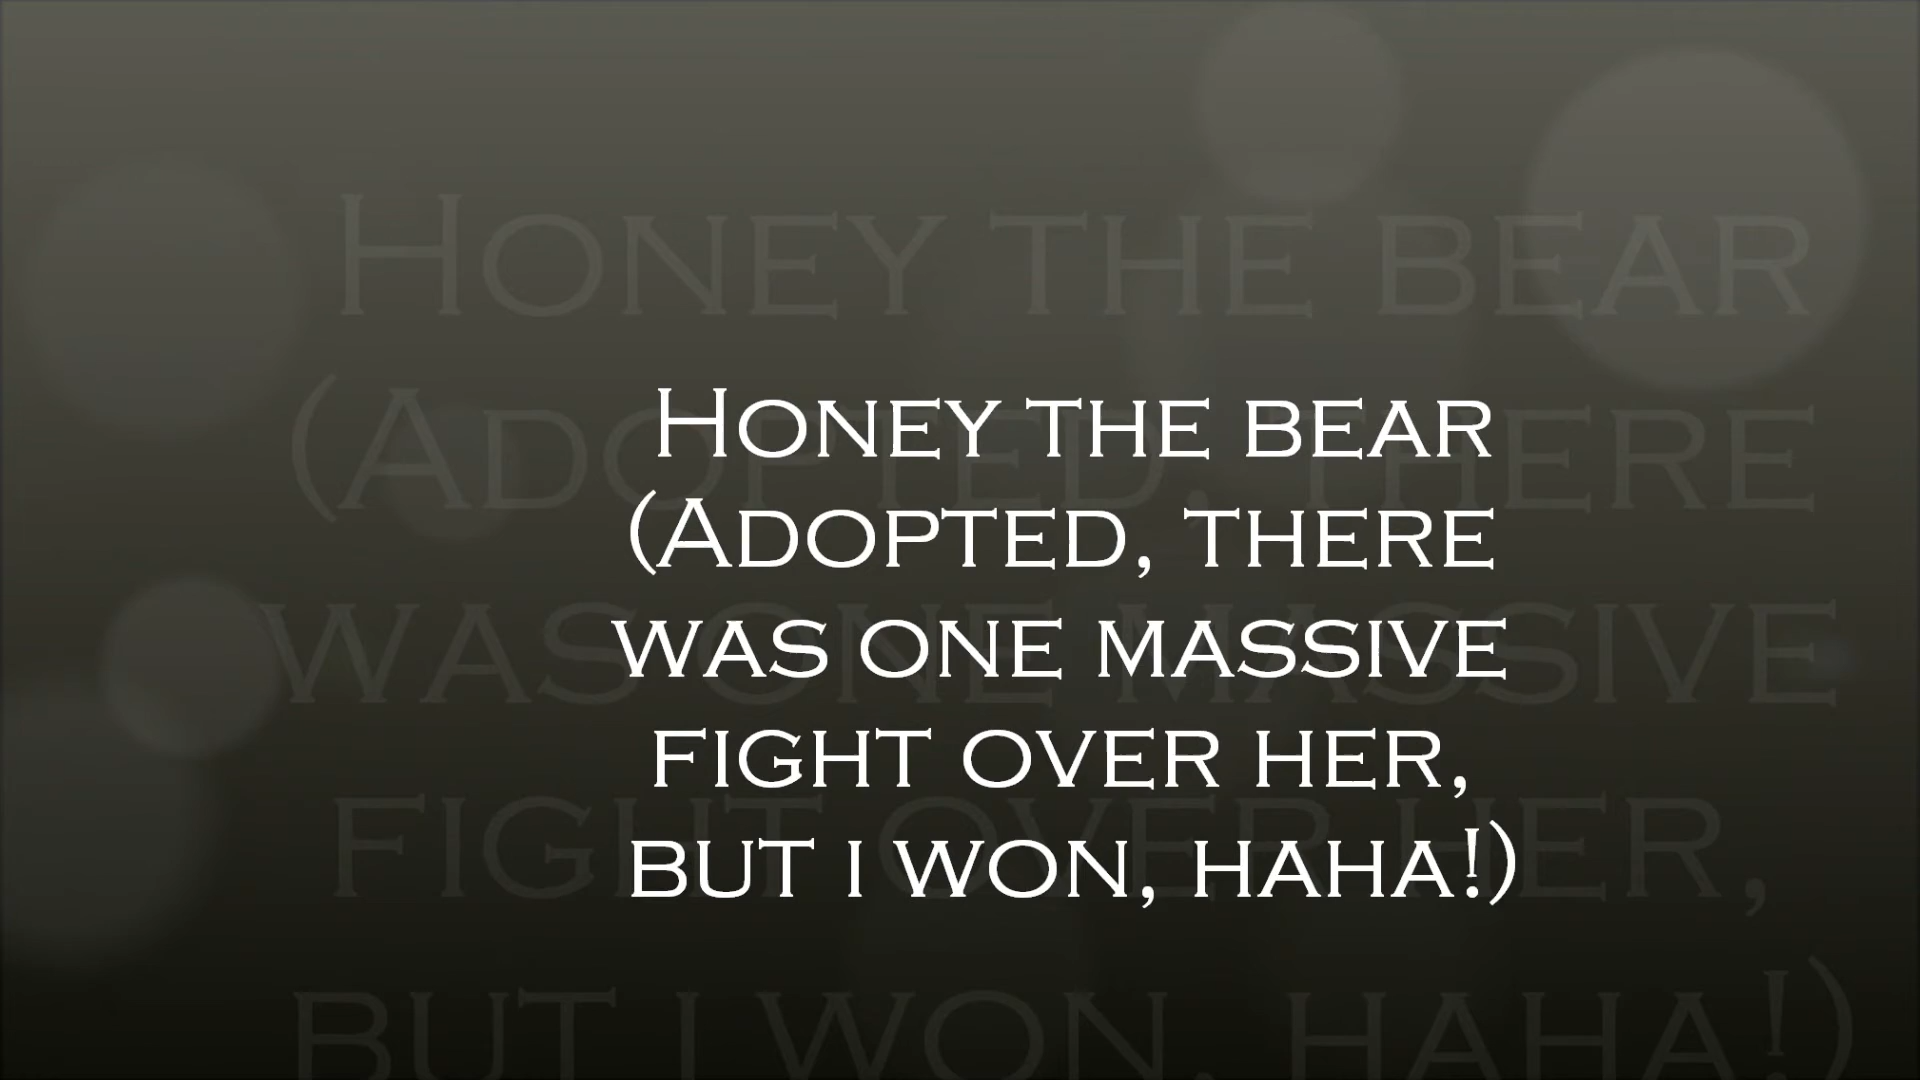 Honey the bear
(Adopted, there
was one massive
fight over her,
but i won, haha!)